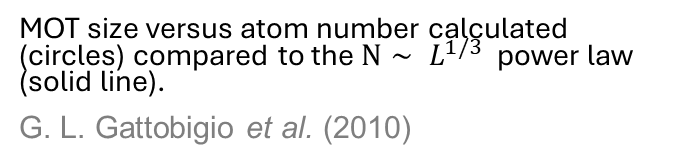 MOT size versus atom number calculated
(circles) compared to the N ~ L^{1/3} power law
(solid line).
G. L. Gattobigio et al. (2010)